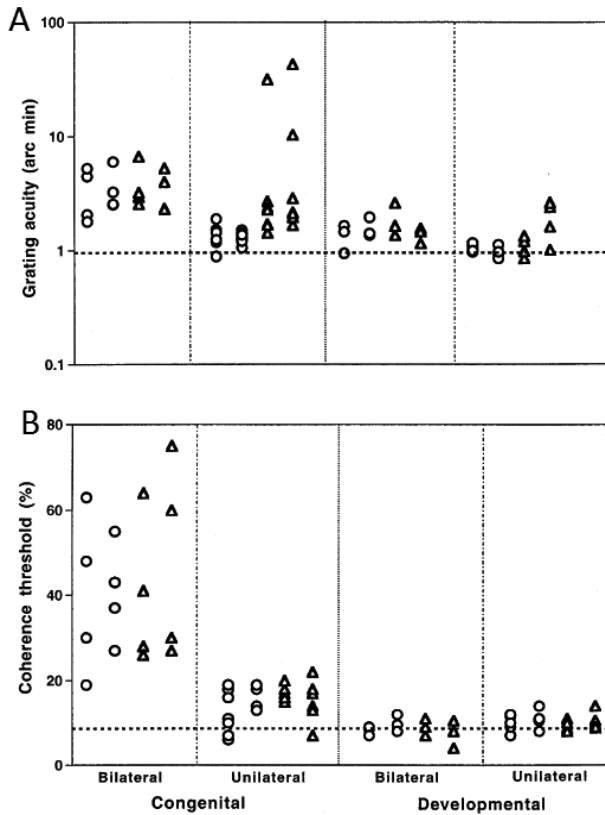 A
Grating acuity (arc min)
100
10
1
0.1
B
Coherence threshold (%)
80
60
40
20
0
Bilateral Unilateral Bilateral Unilateral
Congenital Developmental